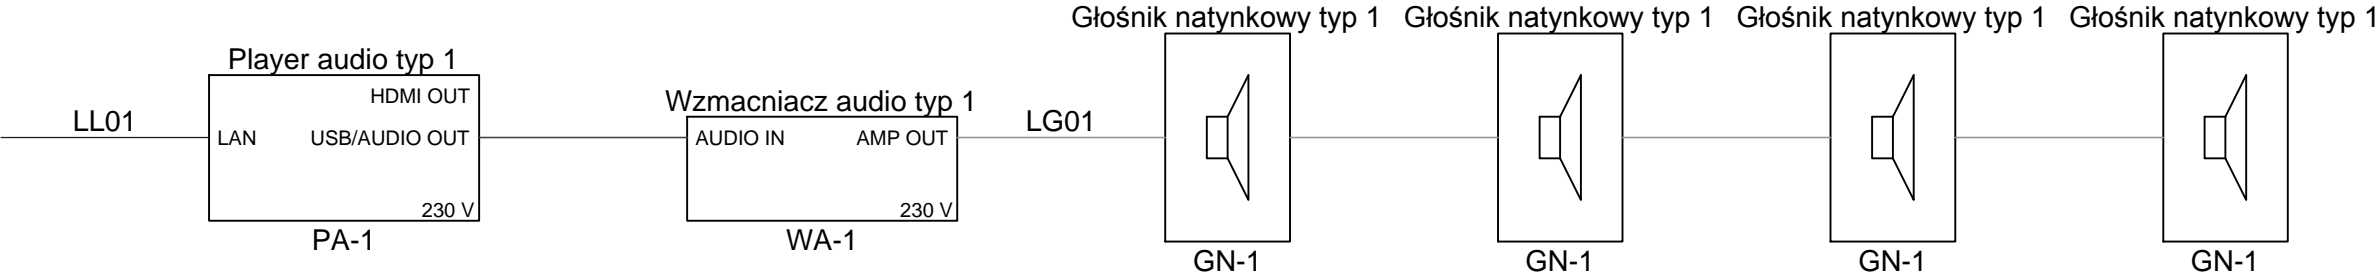 Głośnik natynkowy typ 1 Głośnik natynkowy typ 1 Głośnik natynkowy typ 1 Głośnik natynkowy typ 1
Player audio typ 1
HDMI OUT
Wzmacniacz audio typ 1
LL01
LG01
LAN USB/AUDIO OUT
AUDIO IN AMP OUT
230 V
230 V
PA-1
WA-1
GN-1 GN-1 GN-1 GN-1